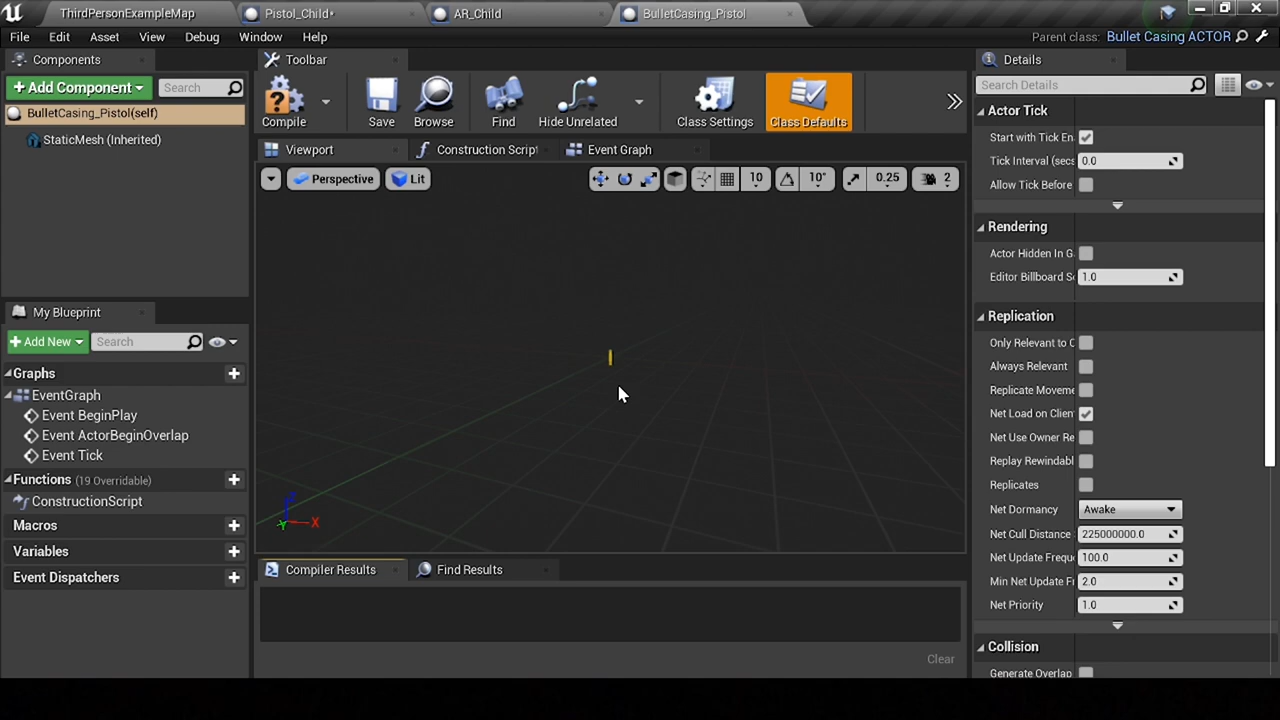 ThirdPersonExampleMap
Pistol_Child•
AR_Child
BulletCasing_Pistol
File
Edit
Asset
View
Debug
Window
Help
Parent class:
Bullet Casing ACTOR
Components
Toolbar
Details
Add Component
Search
BulletCasing_Pistol(self)
StaticMesh (Inherited)
Compile
Save
Browse
Find
Hide Unrelated
Class Settings
Class Defaults
Search Details
Viewport
Construction Scrip
Event Graph
Perspective
Lit
10
10°
0.25
2
Actor Tick
Start with Tick En
Tick Interval (secs
0.0
Allow Tick Before
Rendering
Actor Hidden In G
Editor Billboard S
1.0
Replication
Only Relevant to
Always Relevant
Replicate Moveme
Net Load on Clien
Net Use Owner Re
Replay Rewindabl
Replicates
Net Dormancy
Awake
Net Cull Distance
225000000.0
Net Update Frequ
100.0
Min Net Update F
2.0
Net Priority
1.0
Collision
Generate Overlap
My Blueprint
Add New
Search
Graphs
EventGraph
Event BeginPlay
Event ActorBeginOverlap
Event Tick
Functions (19 Overridable)
ConstructionScript
Macros
Variables
Event Dispatchers
X
Compiler Results
Find Results
Clear